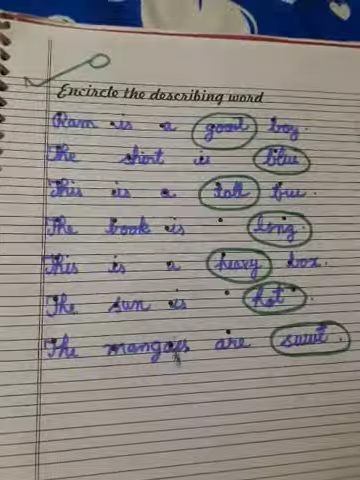 Encircle the describing word
Ram is a good boy.
The shirt is blue
This is a tall tree.
The book is long.
This is a heavy box.
The sun is hot.
The mangoes are sweet.